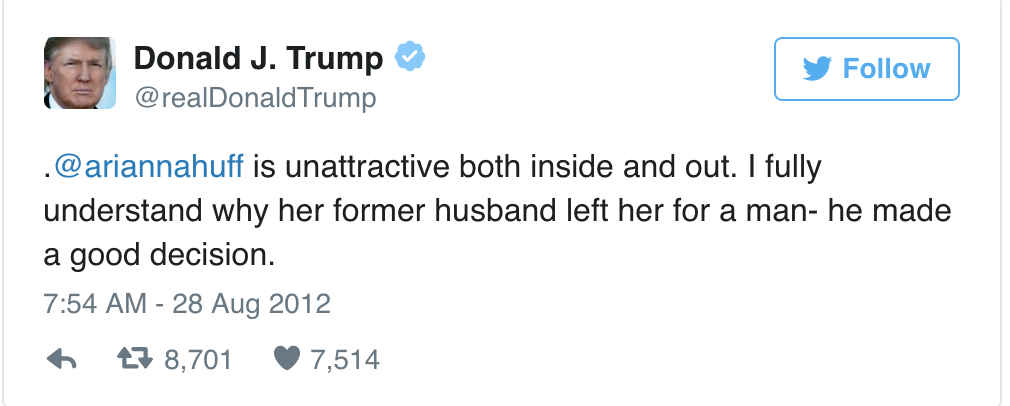 Donald J. Trump
@realDonaldTrump
Follow
.@ariannahuff is unattractive both inside and out. I fully
understand why her former husband left her for a man- he made
a good decision.
7:54 AM - 28 Aug 2012
8,701 7,514